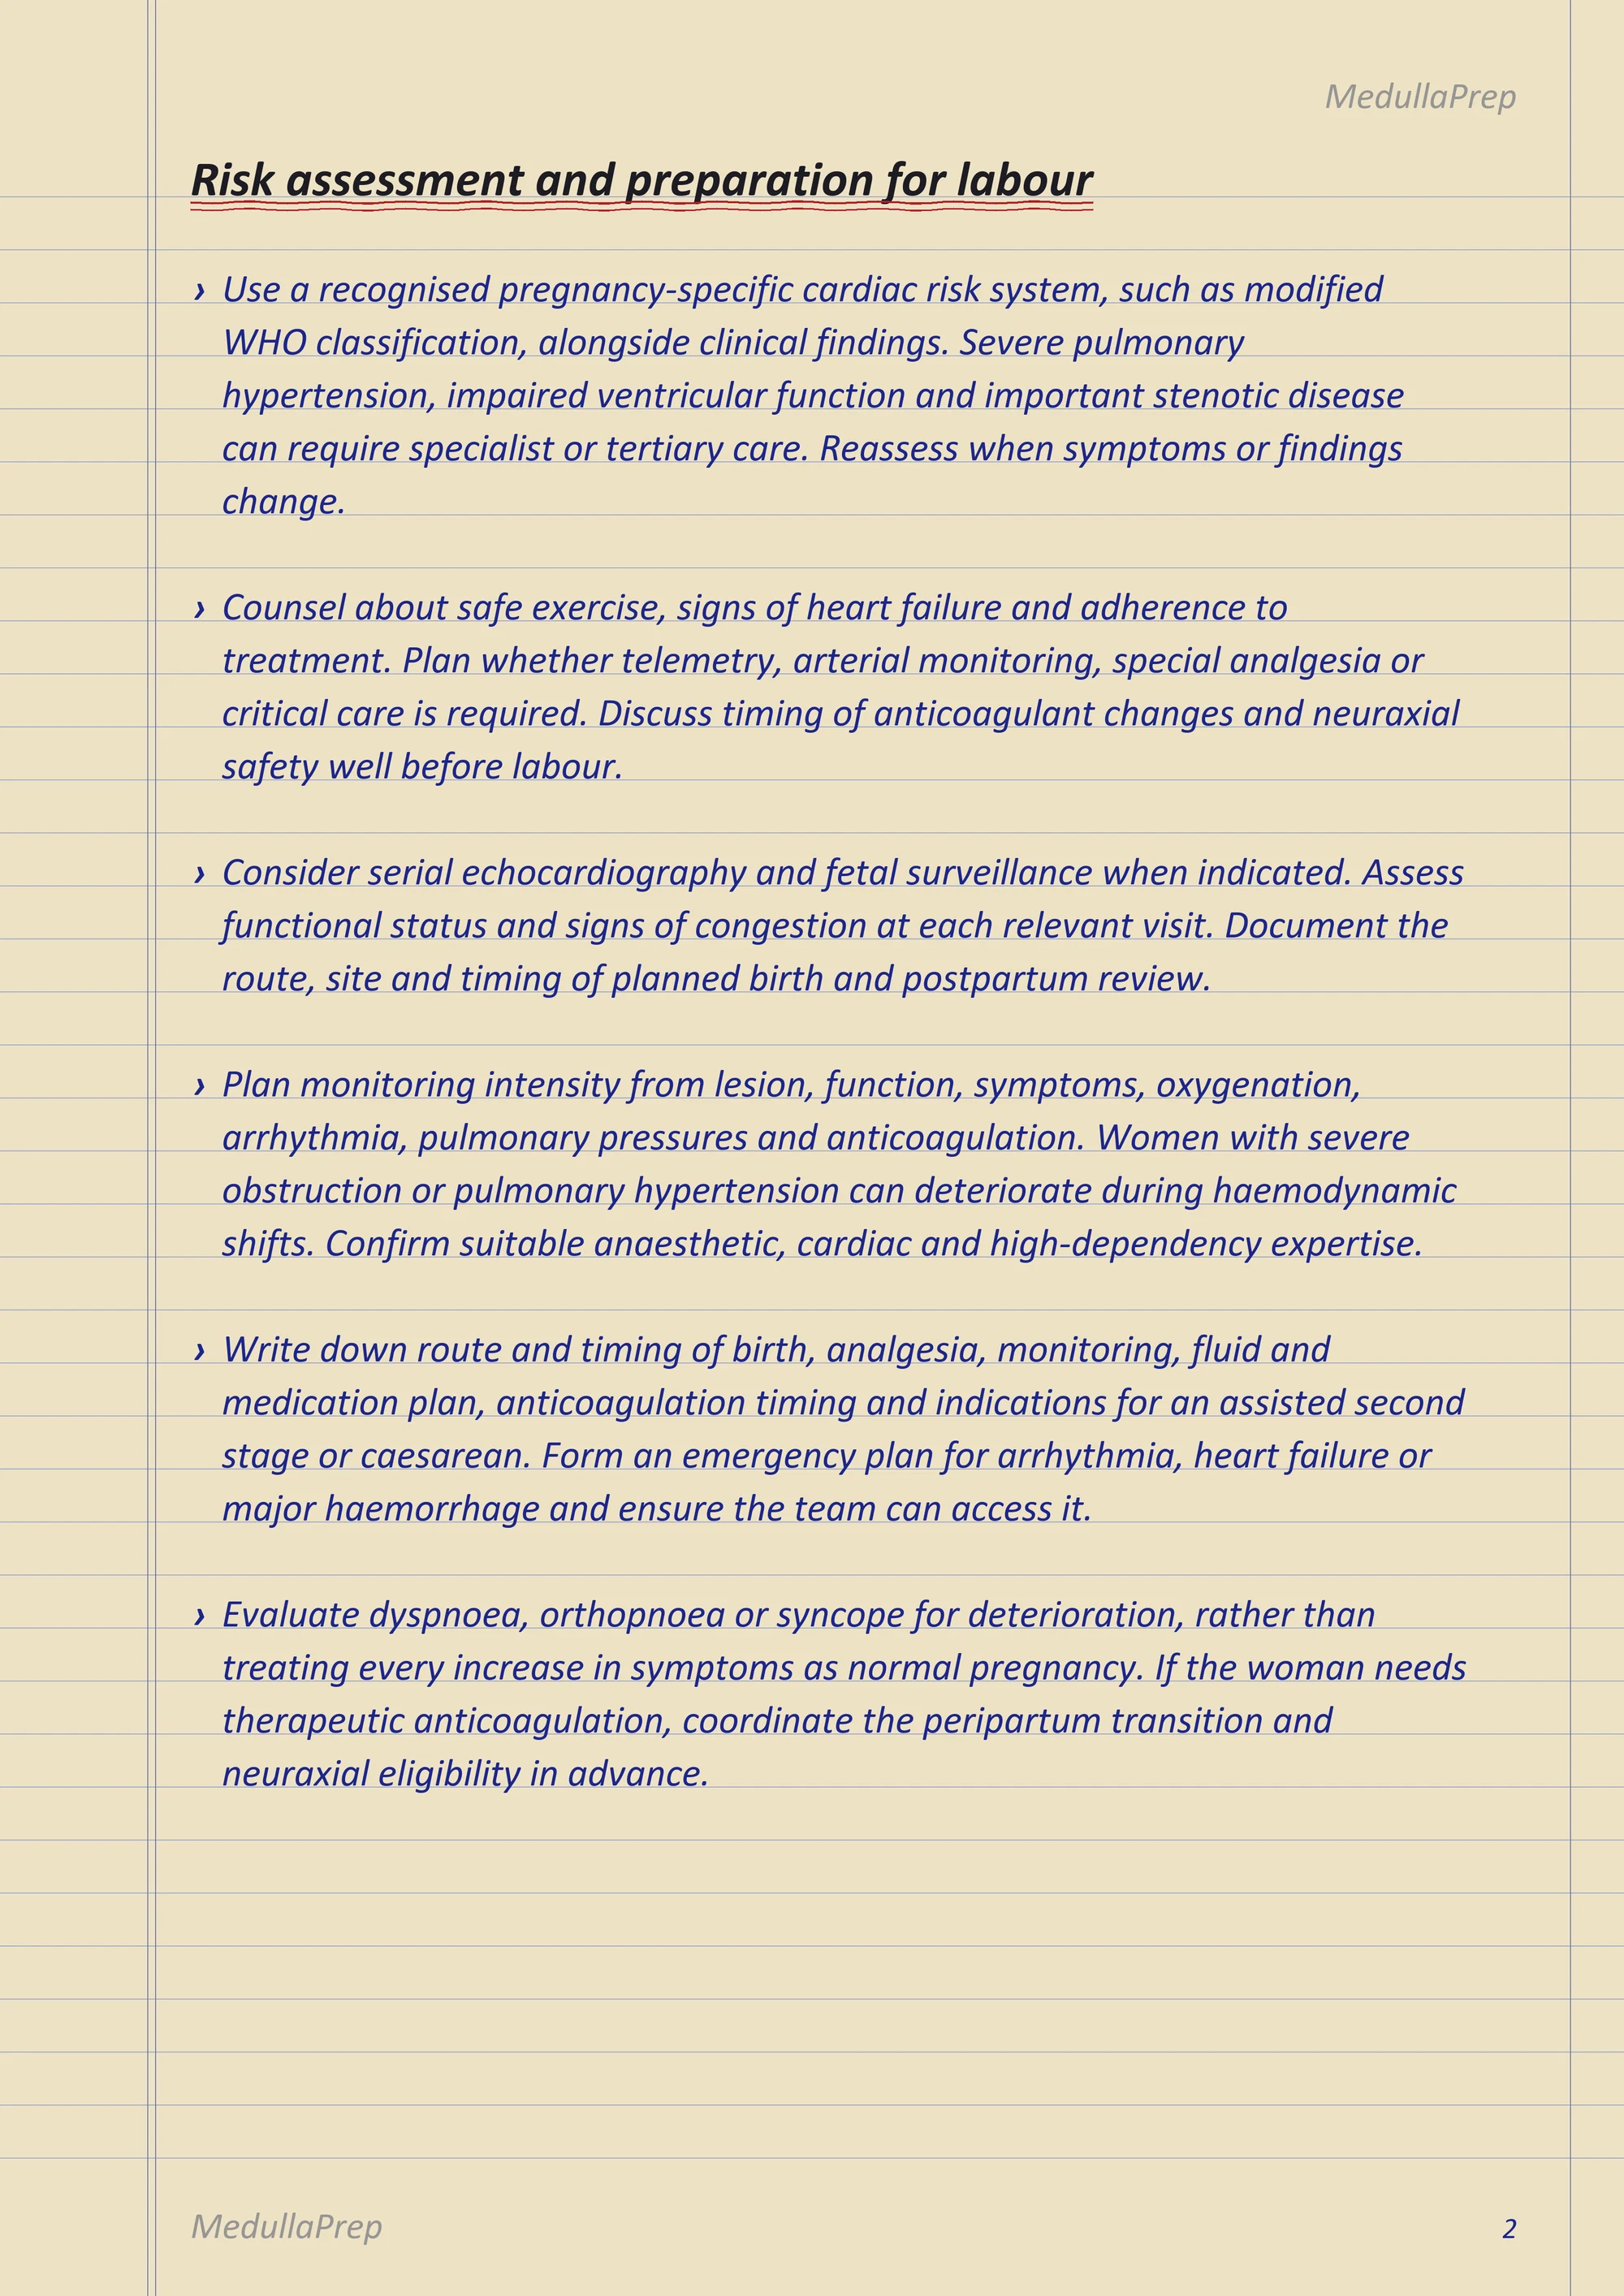 MedullaPrep
Risk assessment and preparation for labour
› Use a recognised pregnancy-specific cardiac risk system, such as modified
WHO classification, alongside clinical findings. Severe pulmonary
hypertension, impaired ventricular function and important stenotic disease
can require specialist or tertiary care. Reassess when symptoms or findings
change.
› Counsel about safe exercise, signs of heart failure and adherence to
treatment. Plan whether telemetry, arterial monitoring, special analgesia or
critical care is required. Discuss timing of anticoagulant changes and neuraxial
safety well before labour.
› Consider serial echocardiography and fetal surveillance when indicated. Assess
functional status and signs of congestion at each relevant visit. Document the
route, site and timing of planned birth and postpartum review.
› Plan monitoring intensity from lesion, function, symptoms, oxygenation,
arrhythmia, pulmonary pressures and anticoagulation. Women with severe
obstruction or pulmonary hypertension can deteriorate during haemodynamic
shifts. Confirm suitable anaesthetic, cardiac and high-dependency expertise.
› Write down route and timing of birth, analgesia, monitoring, fluid and
medication plan, anticoagulation timing and indications for an assisted second
stage or caesarean. Form an emergency plan for arrhythmia, heart failure or
major haemorrhage and ensure the team can access it.
› Evaluate dyspnoea, orthopnoea or syncope for deterioration, rather than
treating every increase in symptoms as normal pregnancy. If the woman needs
therapeutic anticoagulation, coordinate the peripartum transition and
neuraxial eligibility in advance.
MedullaPrep
2